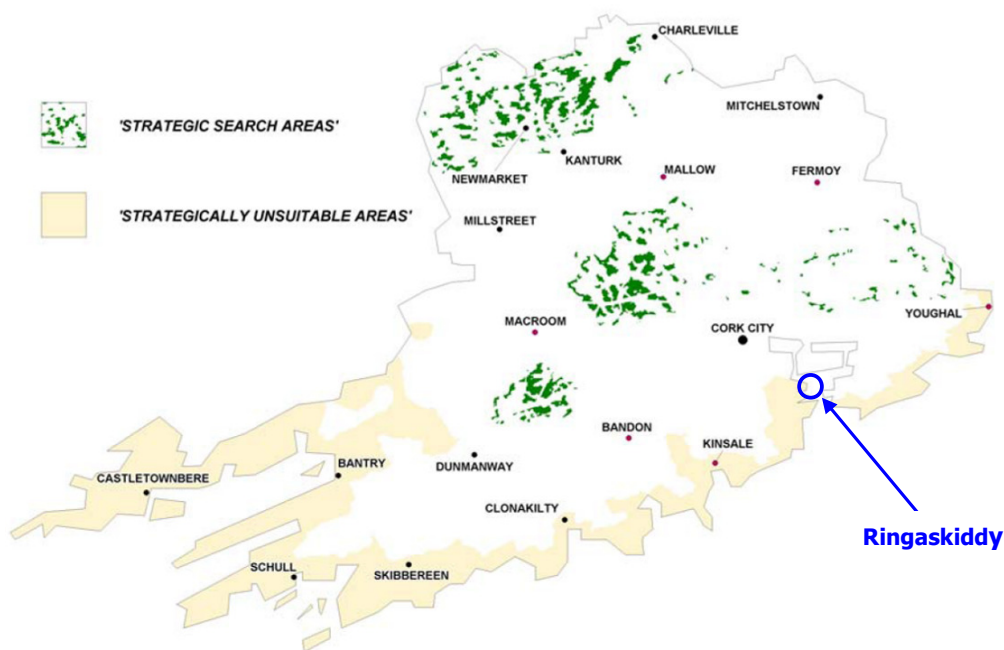 CHARLEVILLE
'STRATEGIC SEARCH AREAS'
MITCHELSTOWN
KANTURK
NEWMARKET
MALLOW
FERMOY
'STRATEGICALLY UNSUITABLE AREAS'
MILLSTREET
YOUGHAL
MACROOM
CORK CITY
BANDON
KINSALE
BANTRY
DUNMANWAY
CASTLETOWNBERE
CLONAKILTY
Ringaskiddy
SCHULL
SKIBBEREEN